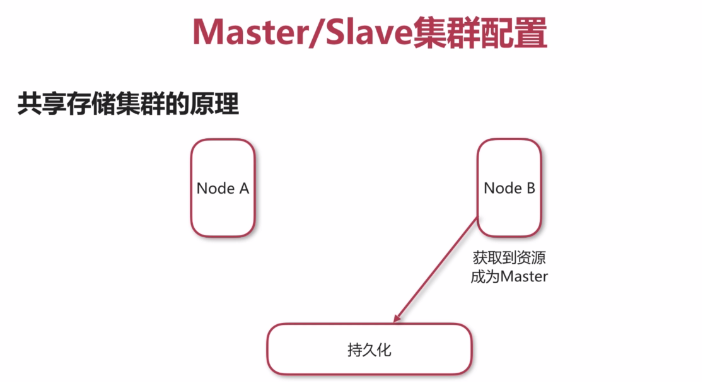 Master/Slave集群配置
共享存储集群的原理
Node A
Node B
获取到资源
成为Master
持久化